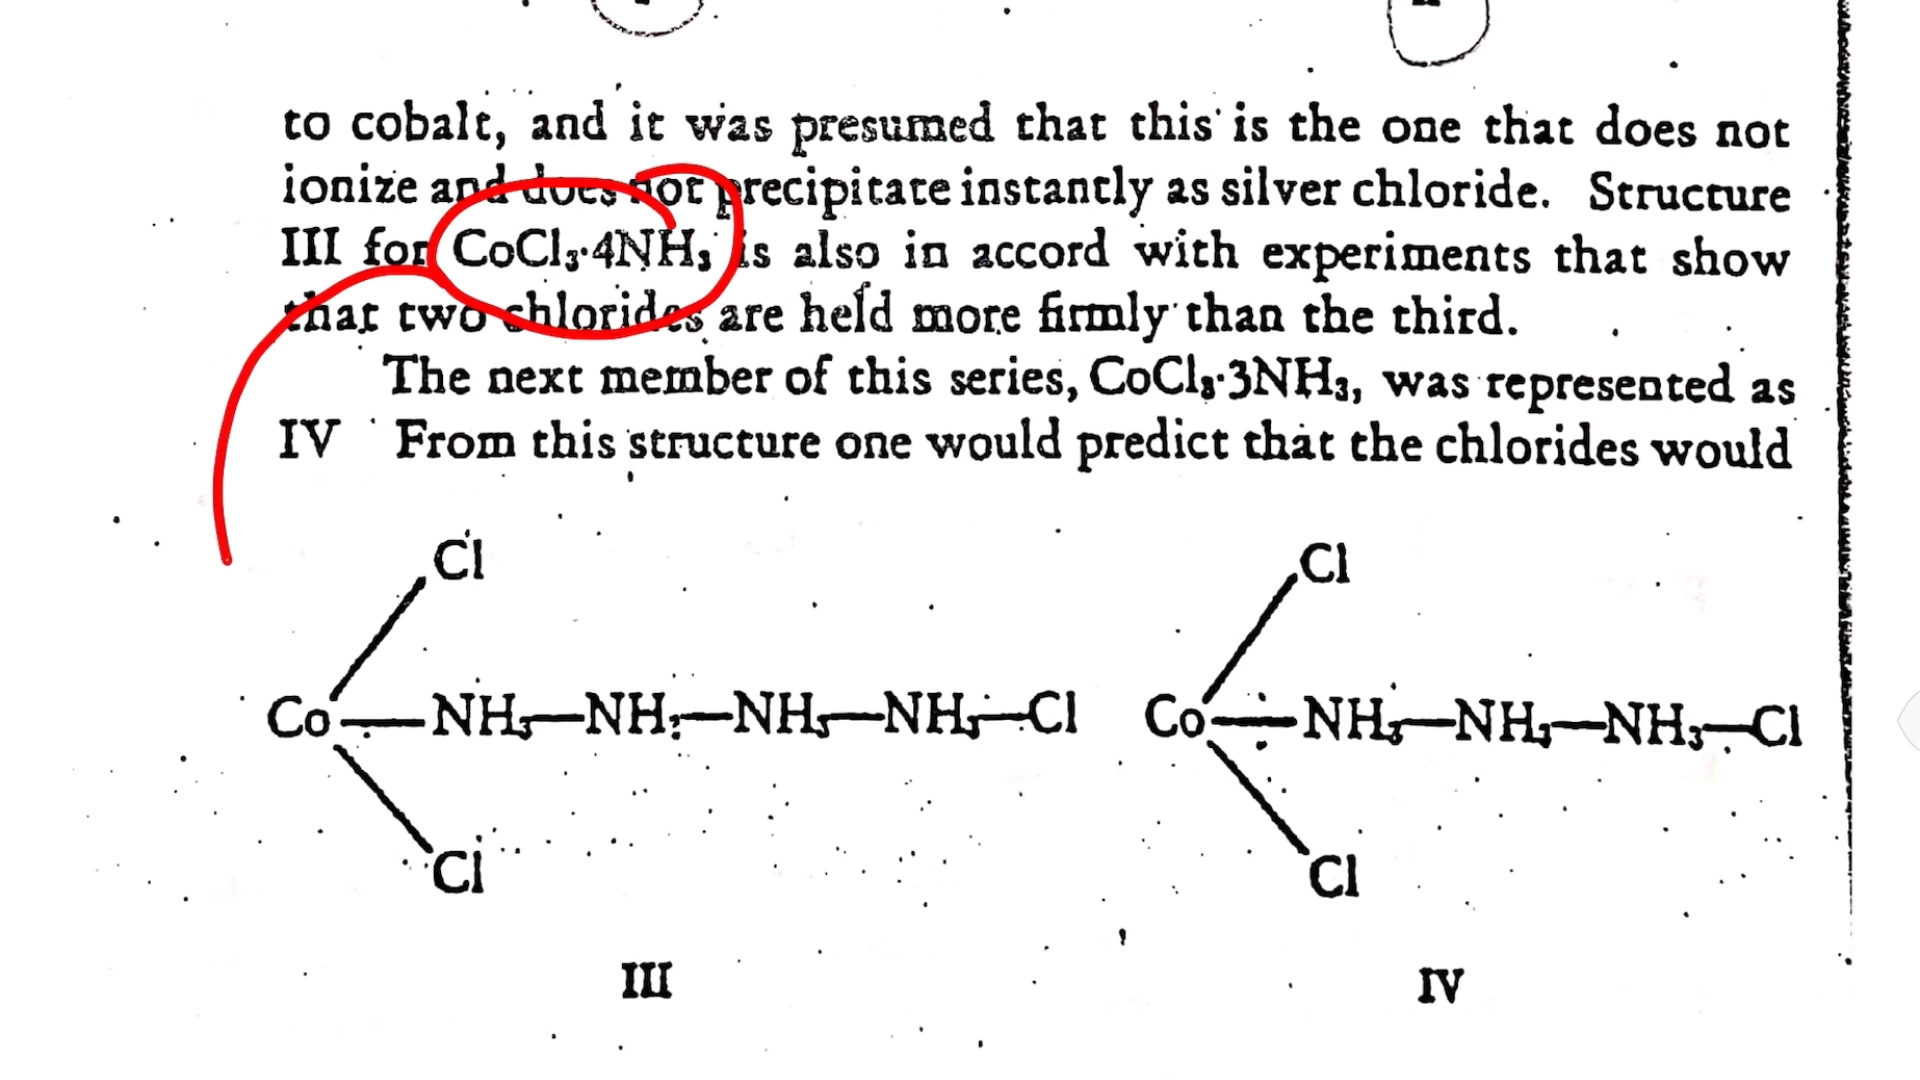 to cobalt, and it was presumed that this is the one that does not
ionize and does not precipitate instantly as silver chloride. Structure
III for CoCl₃·4NH₃ is also in accord with experiments that show
that two chlorides are held more firmly than the third.
The next member of this series, CoCl₃·3NH₃, was represented as
IV From this structure one would predict that the chlorides would
Cl Cl
Co—NH₃—NH₃—NH₃—NH₃—Cl Co—NH₃—NH₃—NH₃—Cl
Cl Cl
III IV